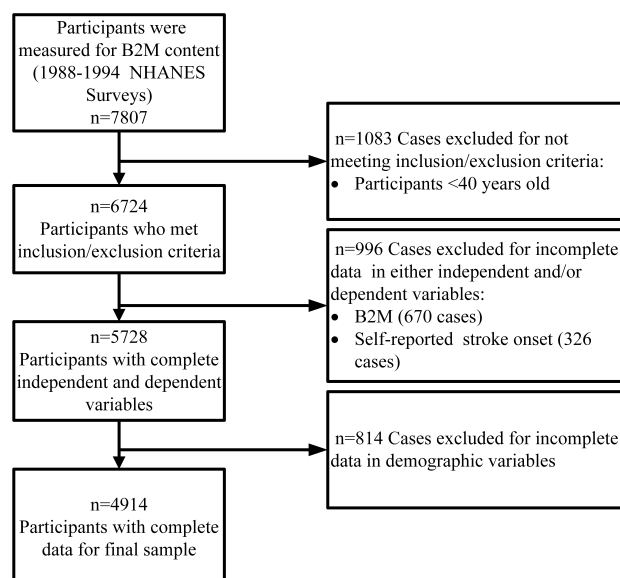 Participants were
measured for B2M content
(1988-1994 NHANES
Surveys)
n=7807
n=1083 Cases excluded for not
meeting inclusion/exclusion criteria:
• Participants <40 years old
n=6724
Participants who met
inclusion/exclusion criteria
n=996 Cases excluded for incomplete
data in either independent and/or
dependent variables:
• B2M (670 cases)
• Self-reported stroke onset (326
cases)
n=5728
Participants with complete
independent and dependent
variables
n=814 Cases excluded for incomplete
data in demographic variables
n=4914
Participants with complete
data for final sample